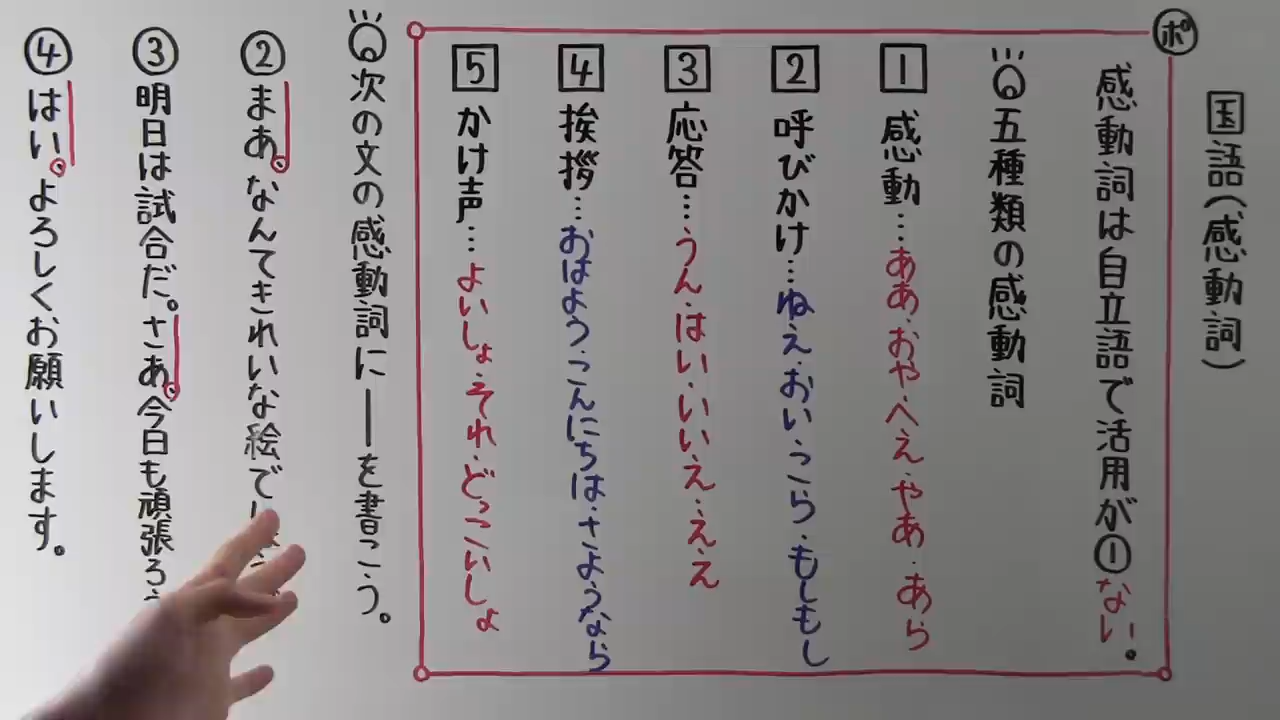 国語(感動詞)
ポ
感動詞は自立語で活用が①ない。
五種類の感動詞
1 感動…ああ・おや・へえ・やあ・あら
2 呼びかけ…ねえ・おい・こら・もしもし
3 応答…うん・はい・いいえ・ええ
4 挨拶…おはよう・こんにちは・さようなら
5 かけ声…よいしょ・それ・どっこいしょ
次の文の感動詞に──を書こう。
② まあ。なんてきれいな絵で
③ 明日は試合だ。さあ。今日も頑張ろう
④ はい。よろしくお願いします。